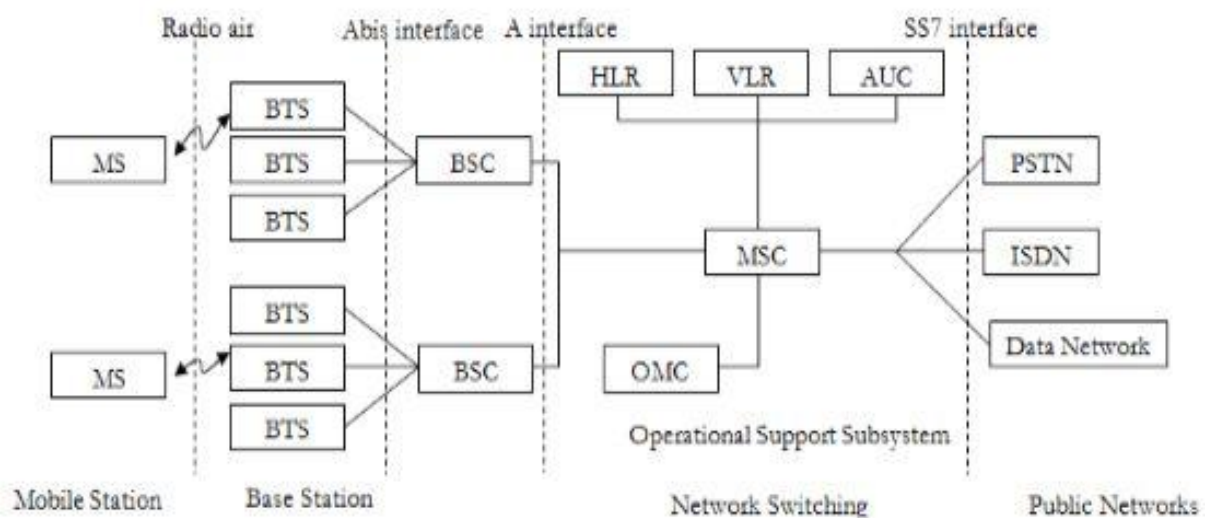 Radio air
Abis interface
A interface
SS7 interface
HLR
VLR
AUC
BTS
BTS
BTS
MS
BSC
PSTN
MSC
ISDN
BTS
BTS
BTS
MS
BSC
OMC
Data Network
Operational Support Subsystem
Mobile Station
Base Station
Network Switching
Public Networks